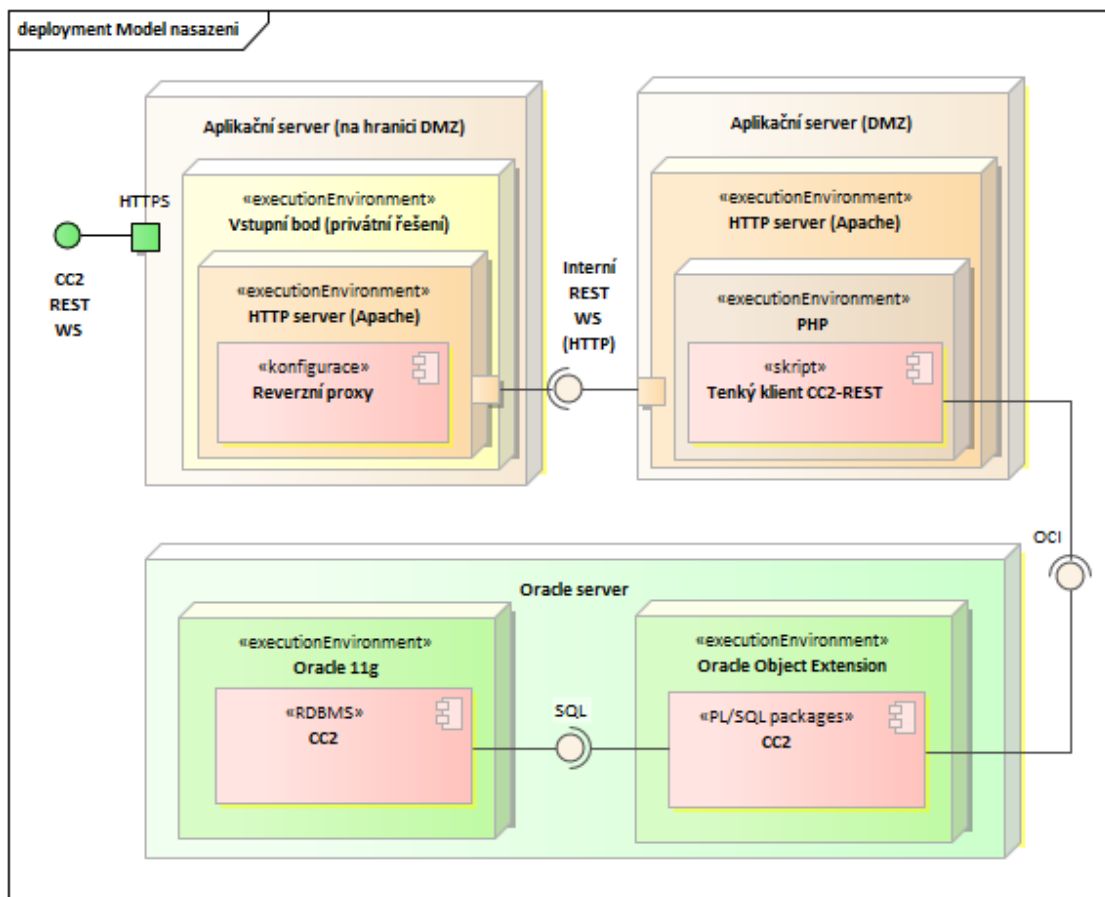 deployment Model nasazeni
Aplikační server (na hranici DMZ)
«executionEnvironment»
Vstupní bod (privátní řešení)
«executionEnvironment»
HTTP server (Apache)
«konfigurace»
Reverzní proxy
HTTPS
CC2
REST
WS
Interní
REST
WS
(HTTP)
Aplikační server (DMZ)
«executionEnvironment»
HTTP server (Apache)
«executionEnvironment»
PHP
«skript»
Tenký klient CC2-REST
OCI
Oracle server
«executionEnvironment»
Oracle 11g
«RDBMS»
CC2
SQL
«executionEnvironment»
Oracle Object Extension
«PL/SQL packages»
CC2